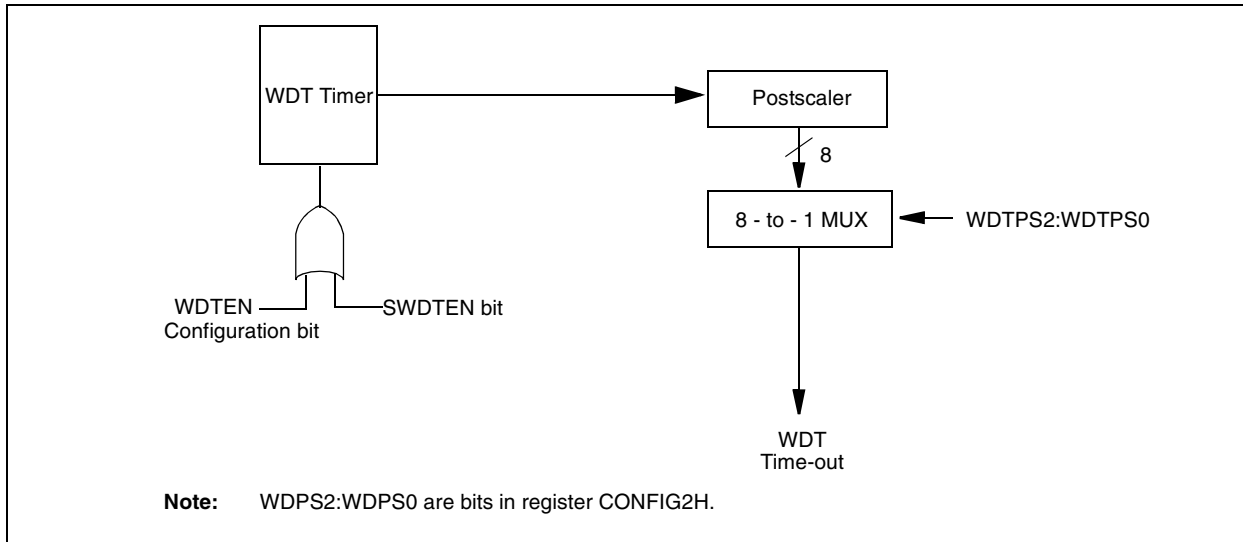 WDT Timer
Postscaler
8
8 - to - 1 MUX
WDTPS2:WDTPS0
WDTEN
Configuration bit
SWDTEN bit
WDT
Time-out
Note: WDPS2:WDPS0 are bits in register CONFIG2H.